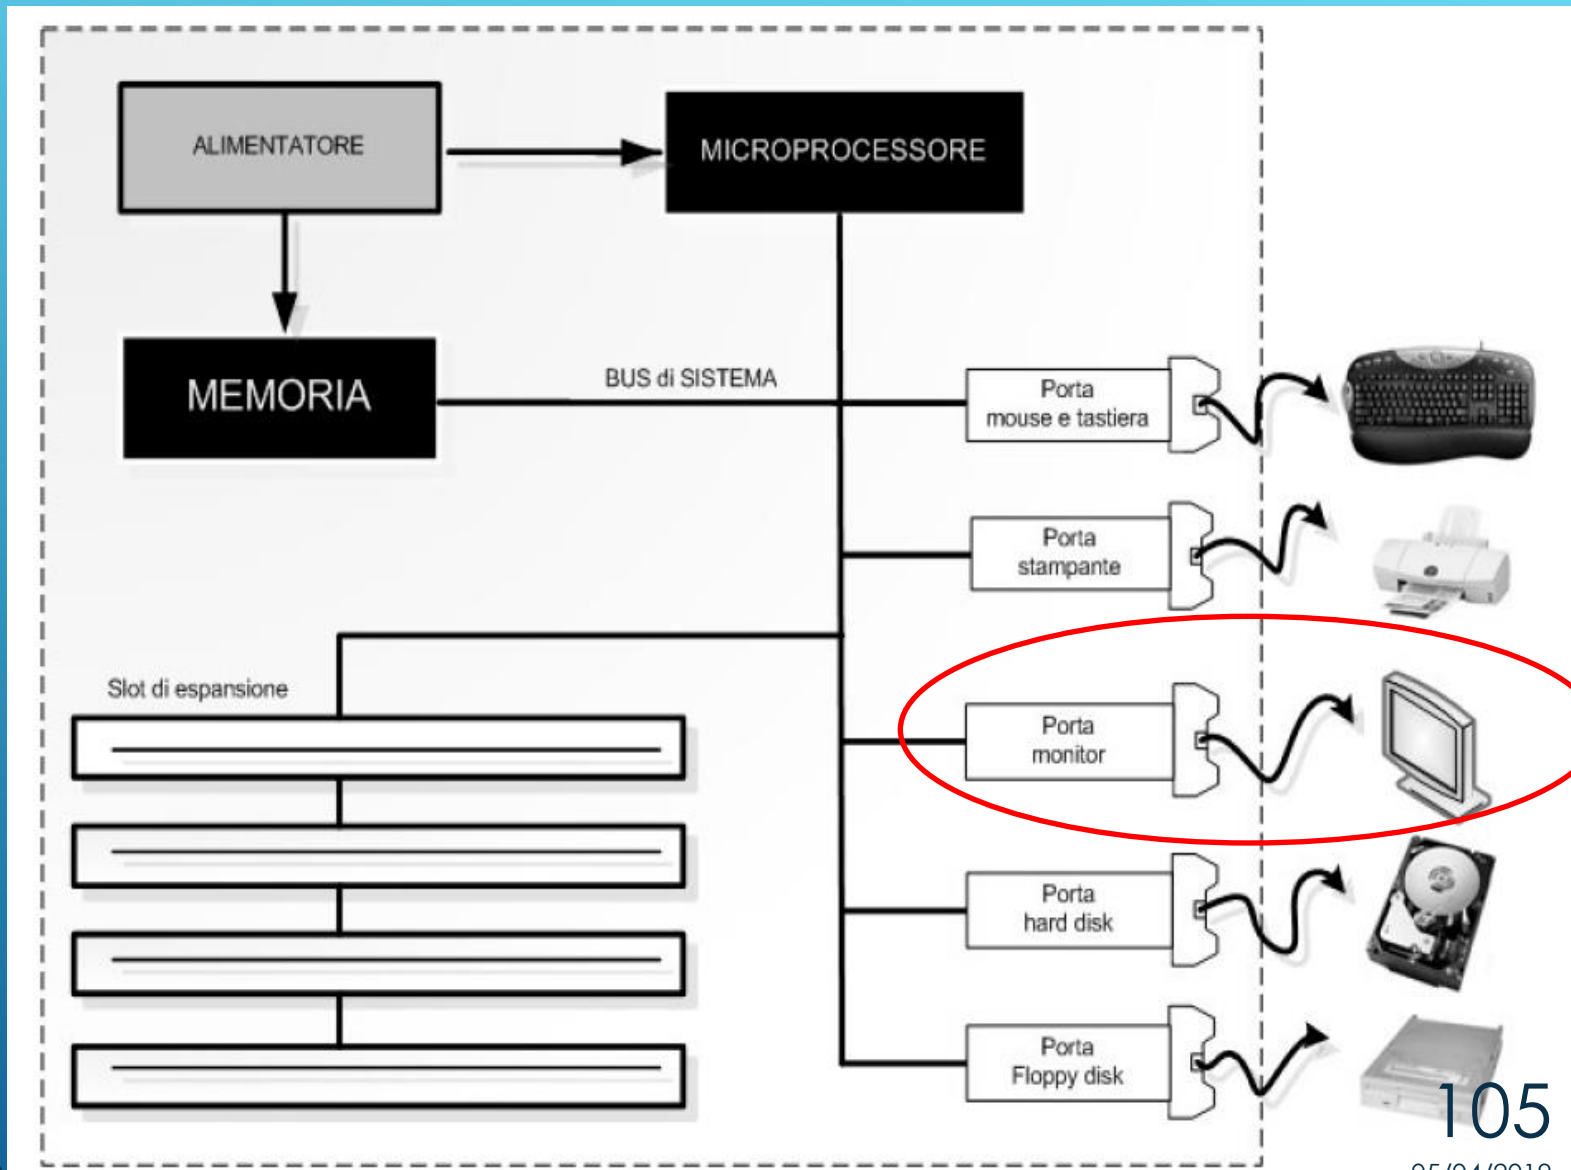 ALIMENTATORE
MICROPROCESSORE
MEMORIA
BUS di SISTEMA
Porta
mouse e tastiera
Porta
stampante
Slot di espansione
Porta
monitor
Porta
hard disk
Porta
Floppy disk
105